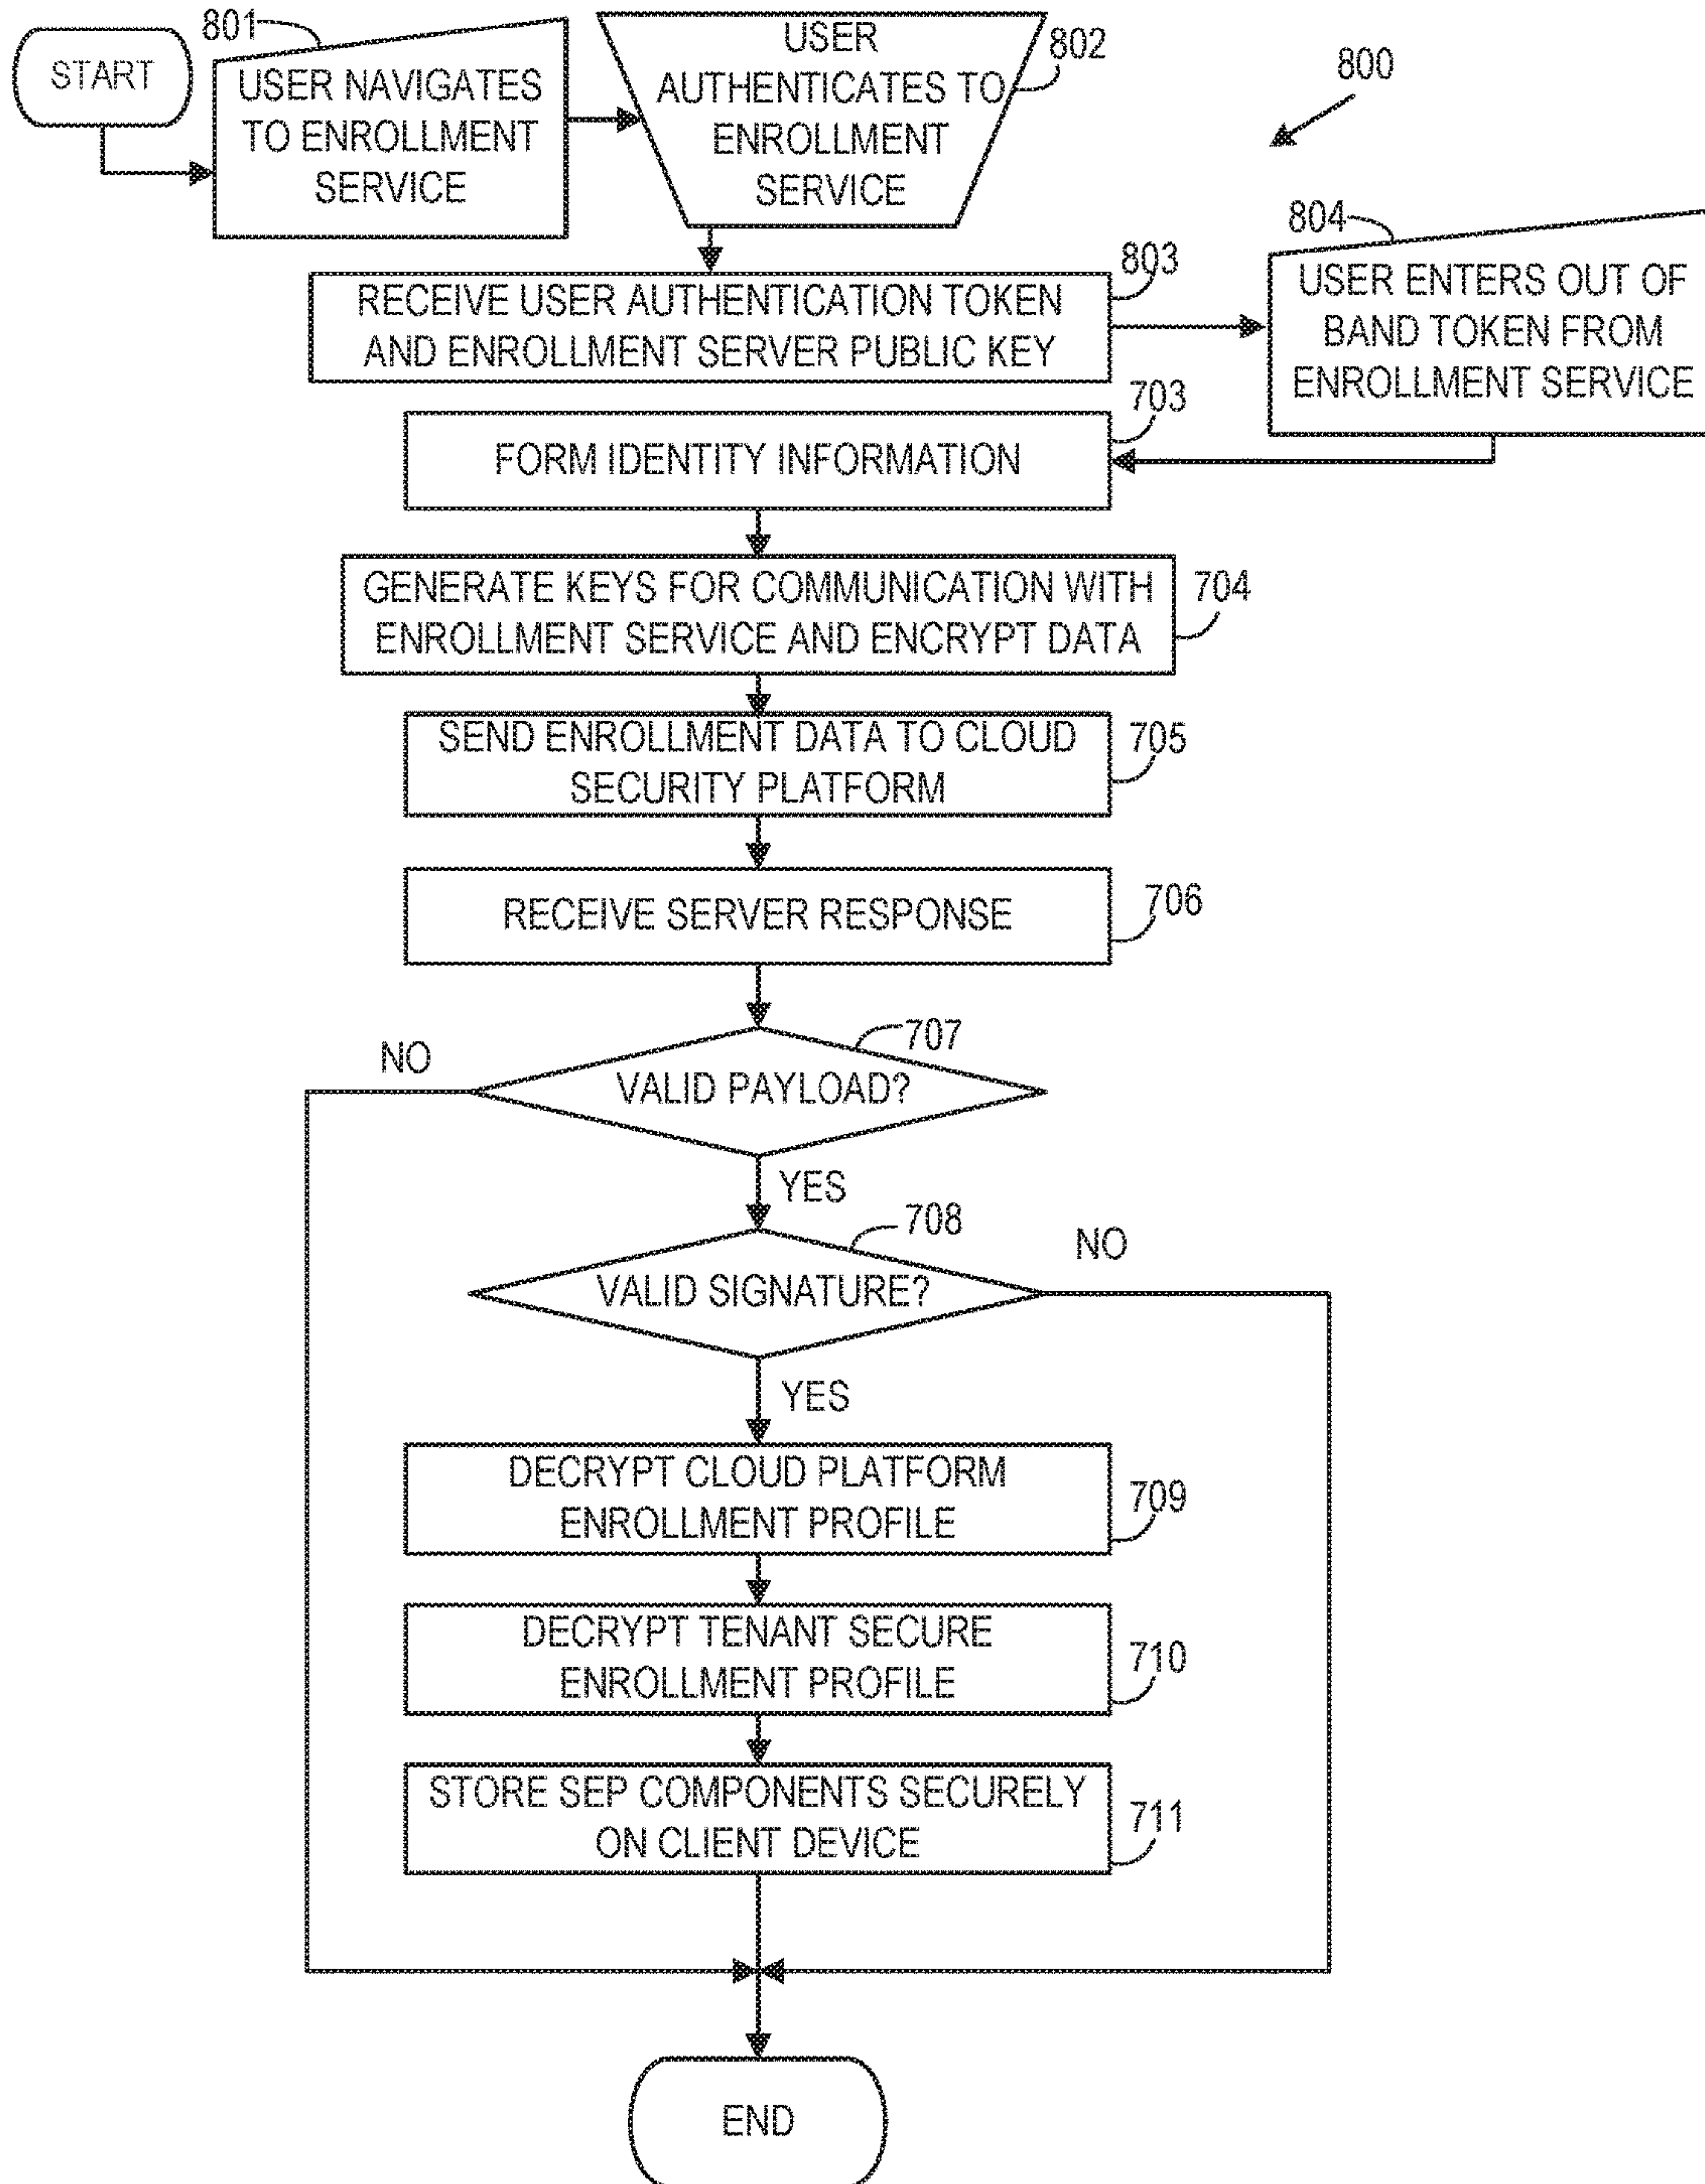 START
801
USER NAVIGATES
TO ENROLLMENT
SERVICE
USER
AUTHENTICATES TO
ENROLLMENT
SERVICE
802
800
803
RECEIVE USER AUTHENTICATION TOKEN
AND ENROLLMENT SERVER PUBLIC KEY
804
USER ENTERS OUT OF
BAND TOKEN FROM
ENROLLMENT SERVICE
703
FORM IDENTITY INFORMATION
GENERATE KEYS FOR COMMUNICATION WITH
ENROLLMENT SERVICE AND ENCRYPT DATA
704
SEND ENROLLMENT DATA TO CLOUD
SECURITY PLATFORM
705
RECEIVE SERVER RESPONSE
706
707
NO
VALID PAYLOAD?
YES
708
NO
VALID SIGNATURE?
YES
DECRYPT CLOUD PLATFORM
ENROLLMENT PROFILE
709
DECRYPT TENANT SECURE
ENROLLMENT PROFILE
710
STORE SEP COMPONENTS SECURELY
ON CLIENT DEVICE
711
END